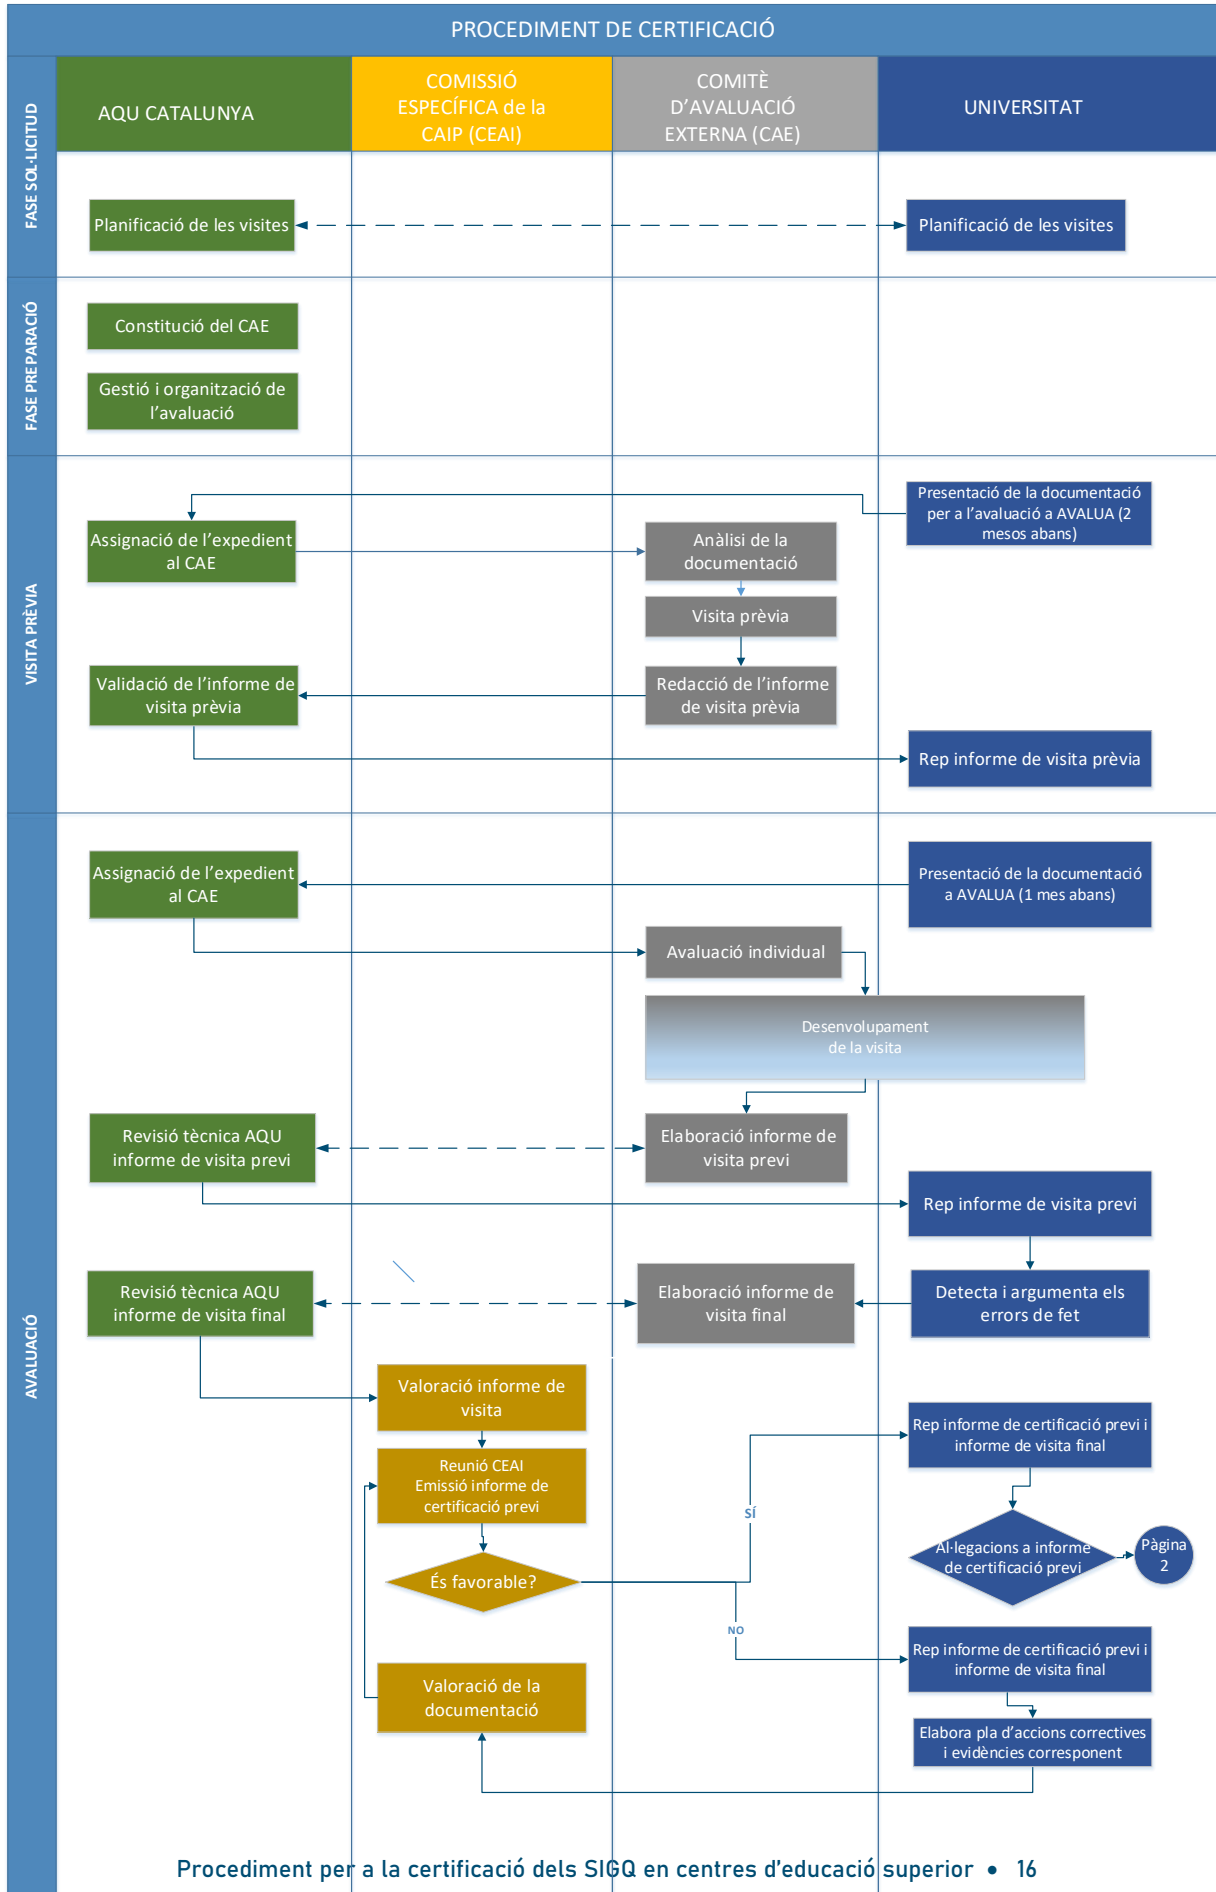 PROCEDIMENT DE CERTIFICACIÓ
AQU CATALUNYA
COMISSIÓ
ESPECÍFICA de la
CAIP (CEAI)
COMITÈ
D’AVALUACIÓ
EXTERNA (CAE)
UNIVERSITAT
FASE SOL·LICITUD
Planificació de les visites
Planificació de les visites
FASE PREPARACIÓ
Constitució del CAE
Gestió i organització de
l’avaluació
VISITA PRÈVIA
Presentació de la documentació
per a l’avaluació a AVALUA (2
mesos abans)
Assignació de l’expedient
al CAE
Anàlisi de la
documentació
Visita prèvia
Validació de l’informe de
visita prèvia
Redacció de l’informe
de visita prèvia
Rep informe de visita prèvia
AVALUACIÓ
Assignació de l’expedient
al CAE
Presentació de la documentació
a AVALUA (1 mes abans)
Avaluació individual
Desenvolupament
de la visita
Revisió tècnica AQU
informe de visita previ
Elaboració informe de
visita previ
Rep informe de visita previ
Revisió tècnica AQU
informe de visita final
Elaboració informe de
visita final
Detecta i argumenta els
errors de fet
Valoració informe de
visita
Rep informe de certificació previ i
informe de visita final
Reunió CEAI
Emissió informe de
certificació previ
SÍ
Al·legacions a informe
de certificació previ
Pàgina
2
És favorable?
NO
Rep informe de certificació previ i
informe de visita final
Valoració de la
documentació
Elabora pla d’accions correctives
i evidències corresponent
Procediment per a la certificació dels SIGQ en centres d’educació superior • 16